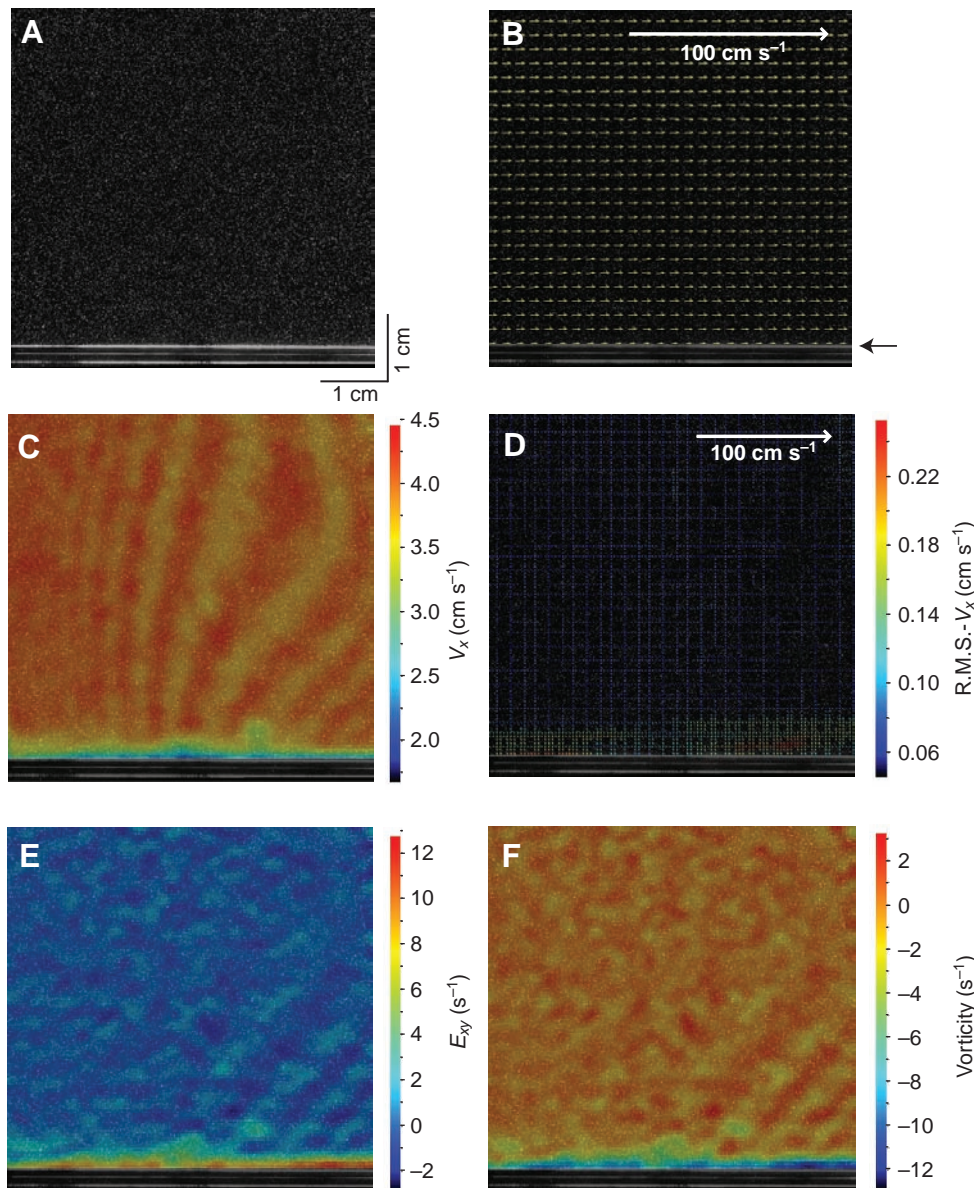 A
B
100 cm s–1
1 cm
1 cm
C
4.5
4.0
3.5
3.0
2.5
2.0
Vx (cm s–1)
D
100 cm s–1
0.22
0.18
0.14
0.10
0.06
R.M.S.-Vx (cm s–1)
E
12
10
8
6
4
2
0
–2
Exy (s–1)
F
2
0
–2
–4
–6
–8
–10
–12
Vorticity (s–1)